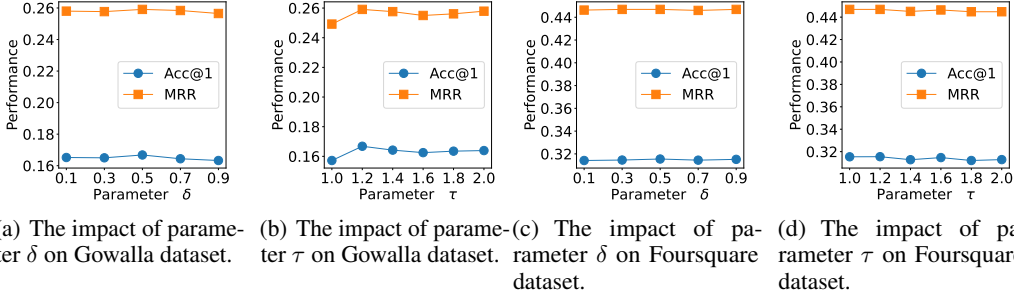 0.26
0.24
0.22
0.20
0.18
0.16
Performance
Acc@1
MRR
0.1 0.3 0.5 0.7 0.9
Parameter δ
0.26
0.24
0.22
0.20
0.18
0.16
Performance
Acc@1
MRR
1.0 1.2 1.4 1.6 1.8 2.0
Parameter τ
0.44
0.42
0.40
0.38
0.36
0.34
0.32
Performance
Acc@1
MRR
0.1 0.3 0.5 0.7 0.9
Parameter δ
0.44
0.42
0.40
0.38
0.36
0.34
0.32
Performance
Acc@1
MRR
1.0 1.2 1.4 1.6 1.8 2.0
Parameter τ
a) The impact of parame-
ter δ on Gowalla dataset.
(b) The impact of parame-
ter τ on Gowalla dataset.
(c) The impact of pa-
rameter δ on Foursquare
dataset.
(d) The impact of pa
rameter τ on Foursquare
dataset.